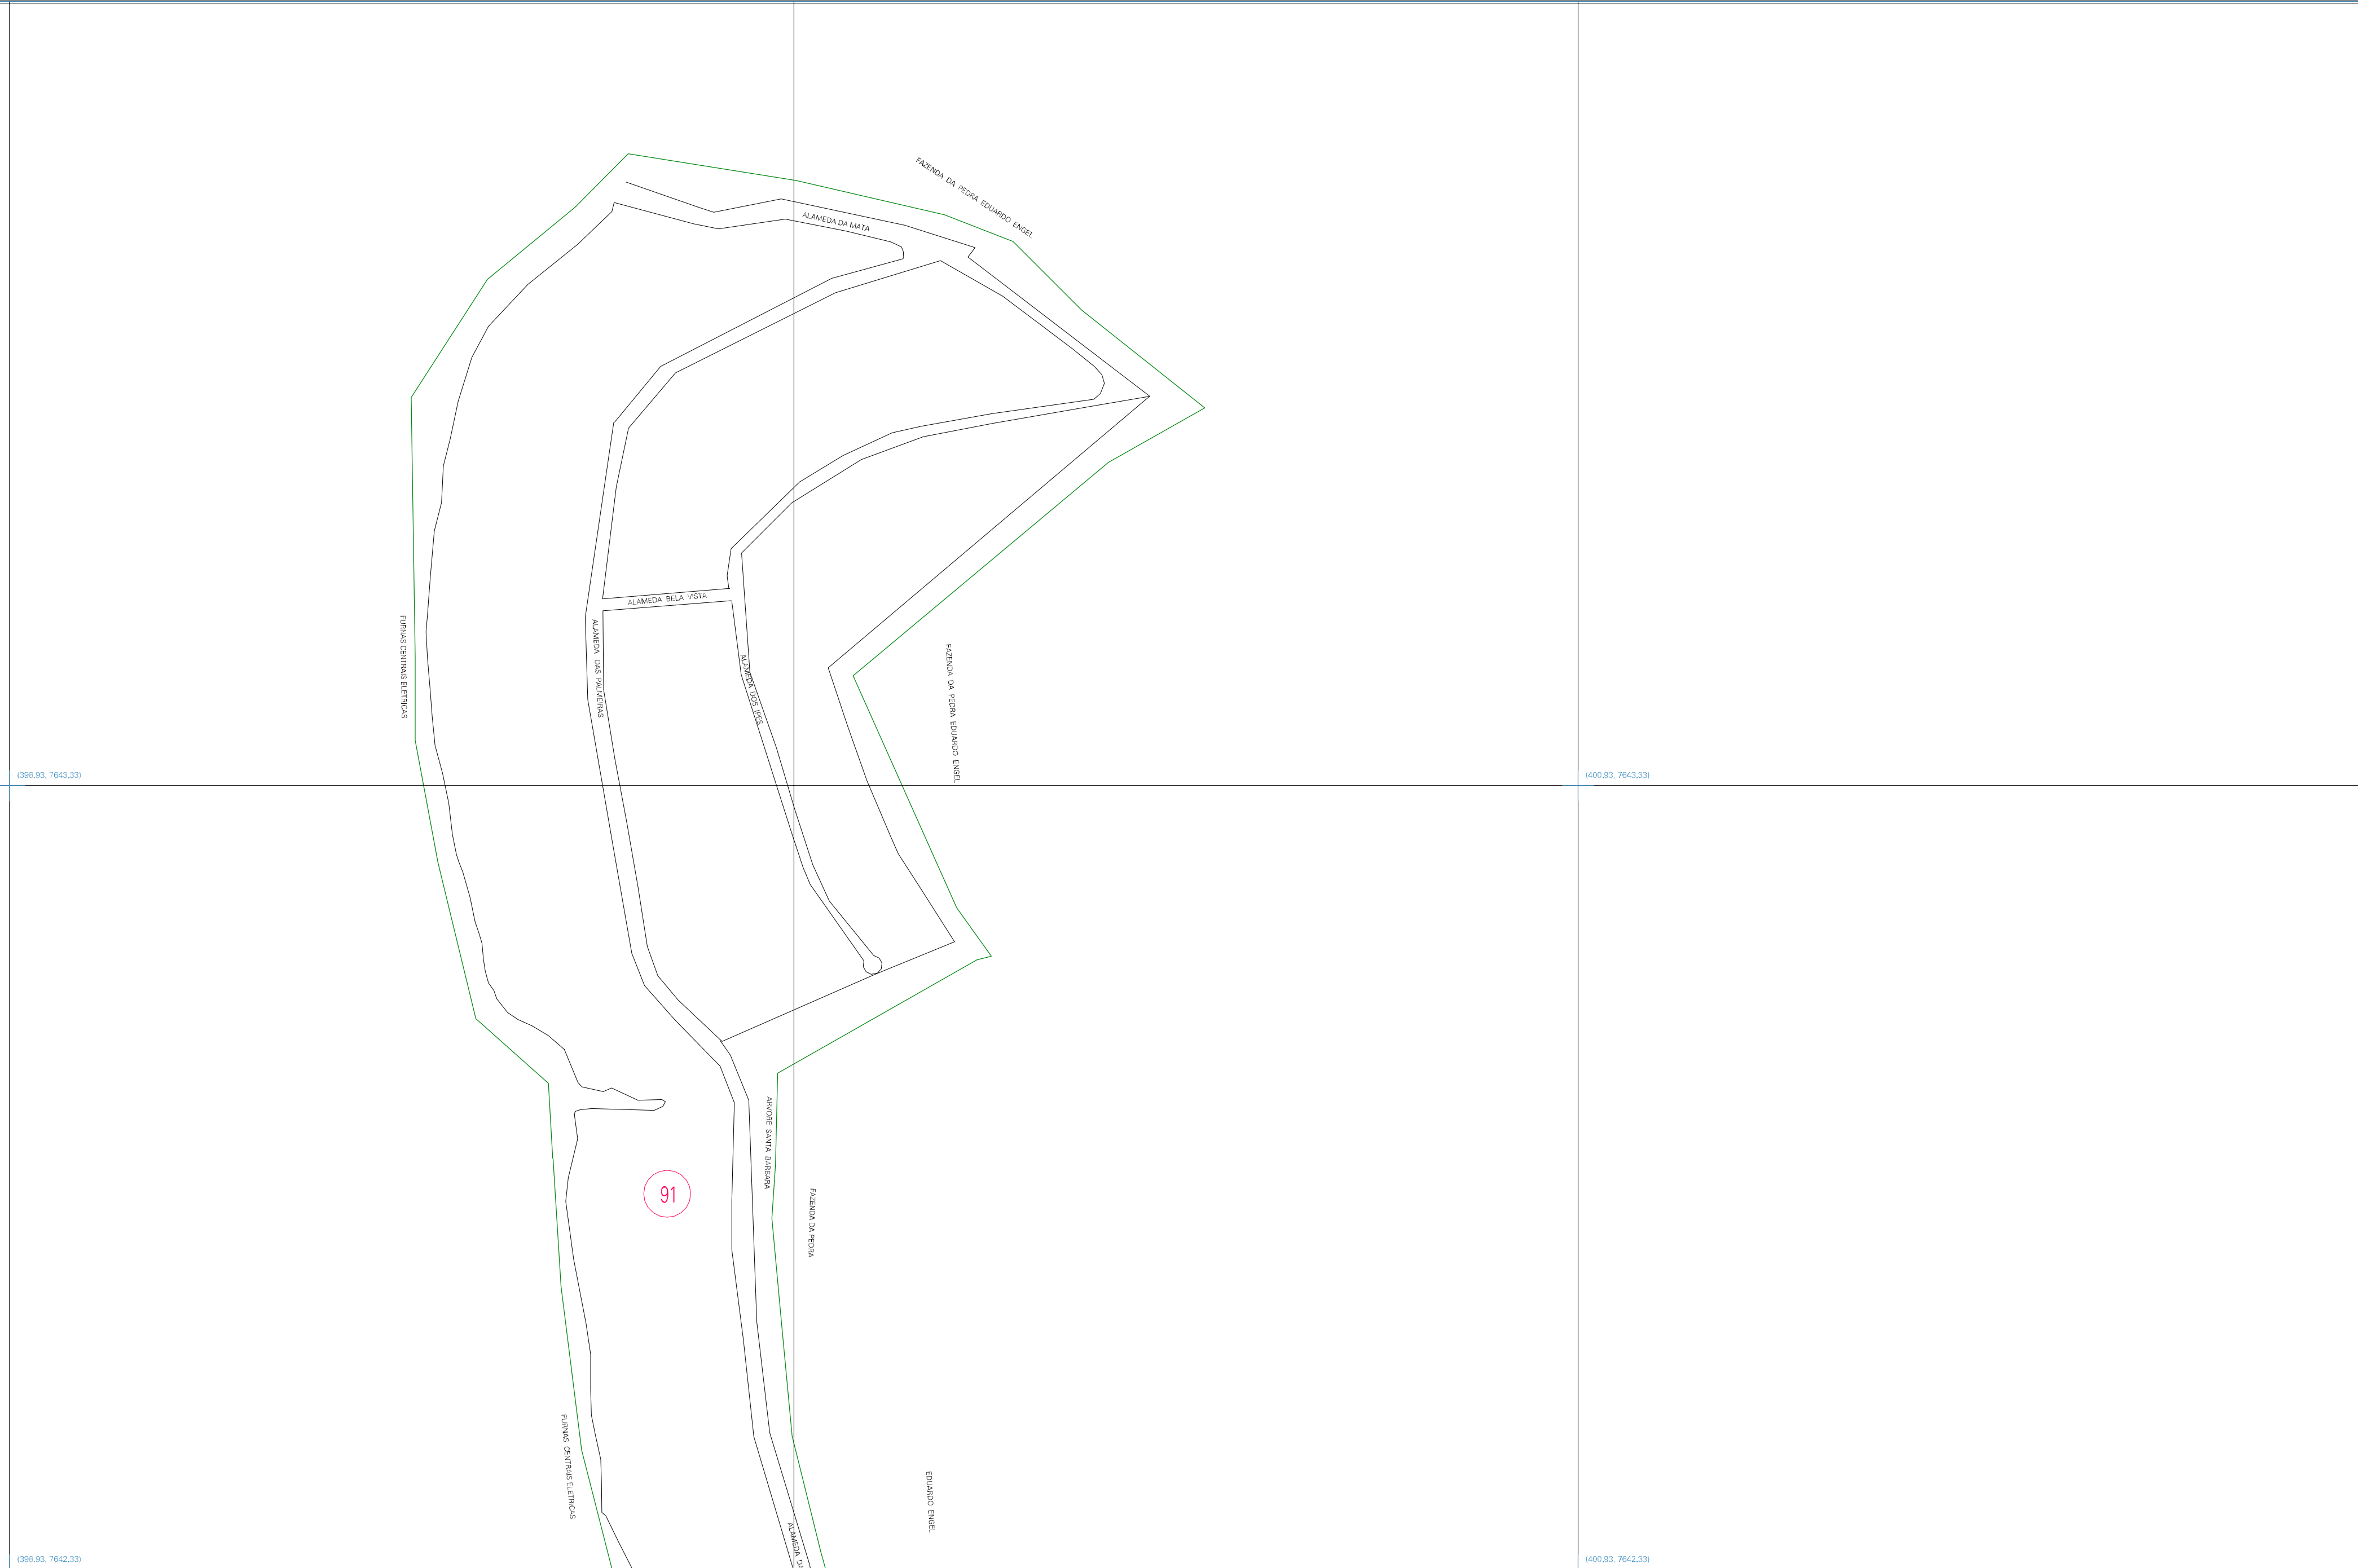 FAZENDA DA PEDRA EDUARDO ENGEL
ALAMEDA DA MATA
ALAMEDA BELA VISTA
FURNAS CENTRAIS ELETRICAS
ALAMEDA DAS PALMEIRAS
ALAMEDA DOS IPES
FAZENDA DA PEDRA EDUARDO ENGEL
(398,93, 7643,33)
(400,93, 7643,33)
ARVORE SANTA BARBARA
91
FAZENDA DA PEDRA
FURNAS CENTRAIS ELETRICAS
EDUARDO ENGEL
ALAMEDA
(398,93, 7642,33)
(400,93, 7642,33)